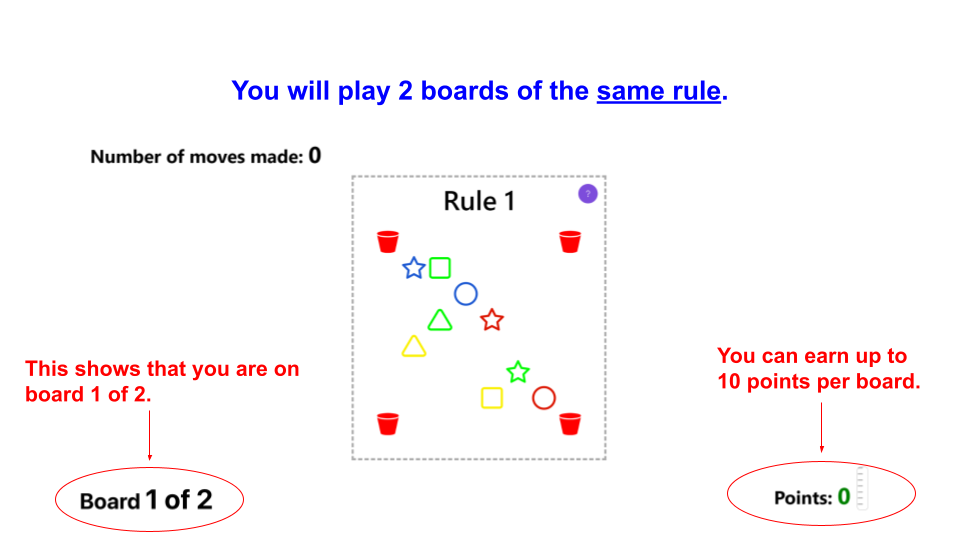 You will play 2 boards of the same rule.
Number of moves made: 0
Rule 1
?
This shows that you are on
board 1 of 2.
You can earn up to
10 points per board.
Board 1 of 2
Points: 0